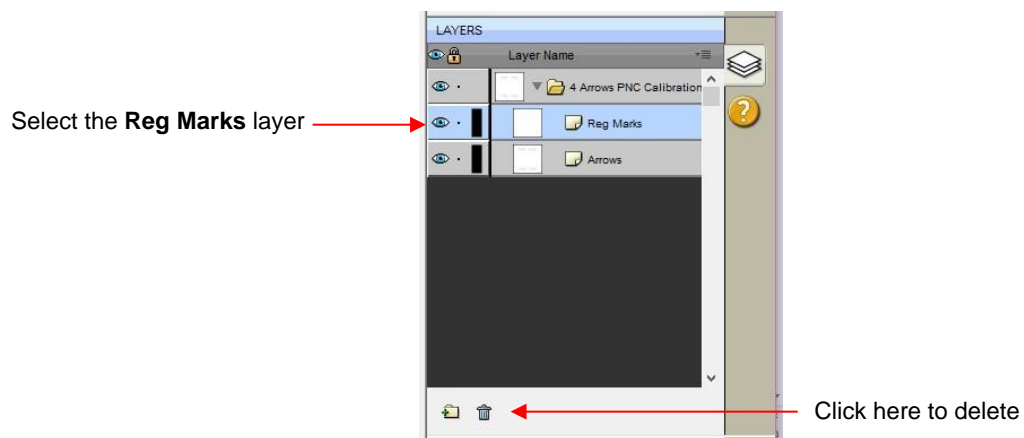 LAYERS
Layer Name
4 Arrows PNC Calibration
Select the Reg Marks layer
Reg Marks
Arrows
Click here to delete